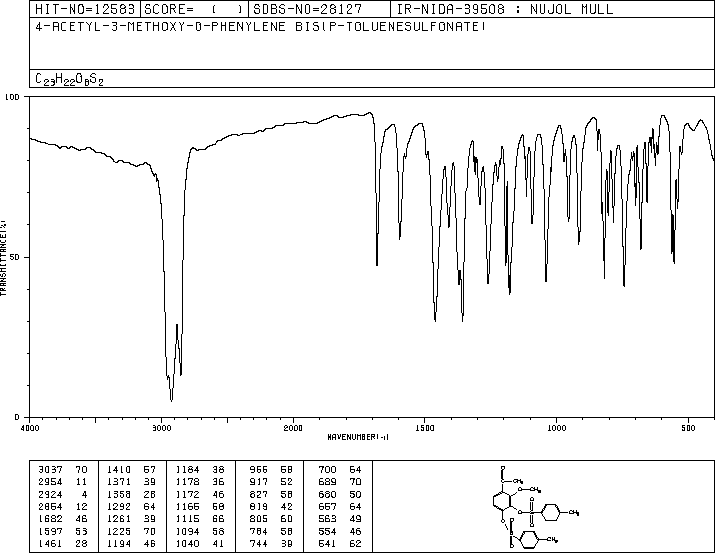 HIT-NO=12583 SCORE= ( ) SDBS-NO=28127 IR-NIDA-39508 : NUJOL MULL
4-ACETYL-3-METHOXY-O-PHENYLENE BIS(P-TOLUENESULFONATE)
C23H22O8S2
100
50
0
TRANSMITTANCE(%)
4000 3000 2000 1500 1000 500
WAVENUMBER(-1)
3037 70 1410 57 1184 38 966 58 700 64
2954 11 1371 39 1178 36 917 52 689 70
2924 4 1358 28 1172 46 827 58 680 50
2864 12 1292 64 1166 58 819 42 657 64
1682 46 1261 39 1115 66 805 60 563 49
1597 53 1225 70 1094 58 784 58 554 46
1461 28 1194 46 1040 41 744 39 541 62